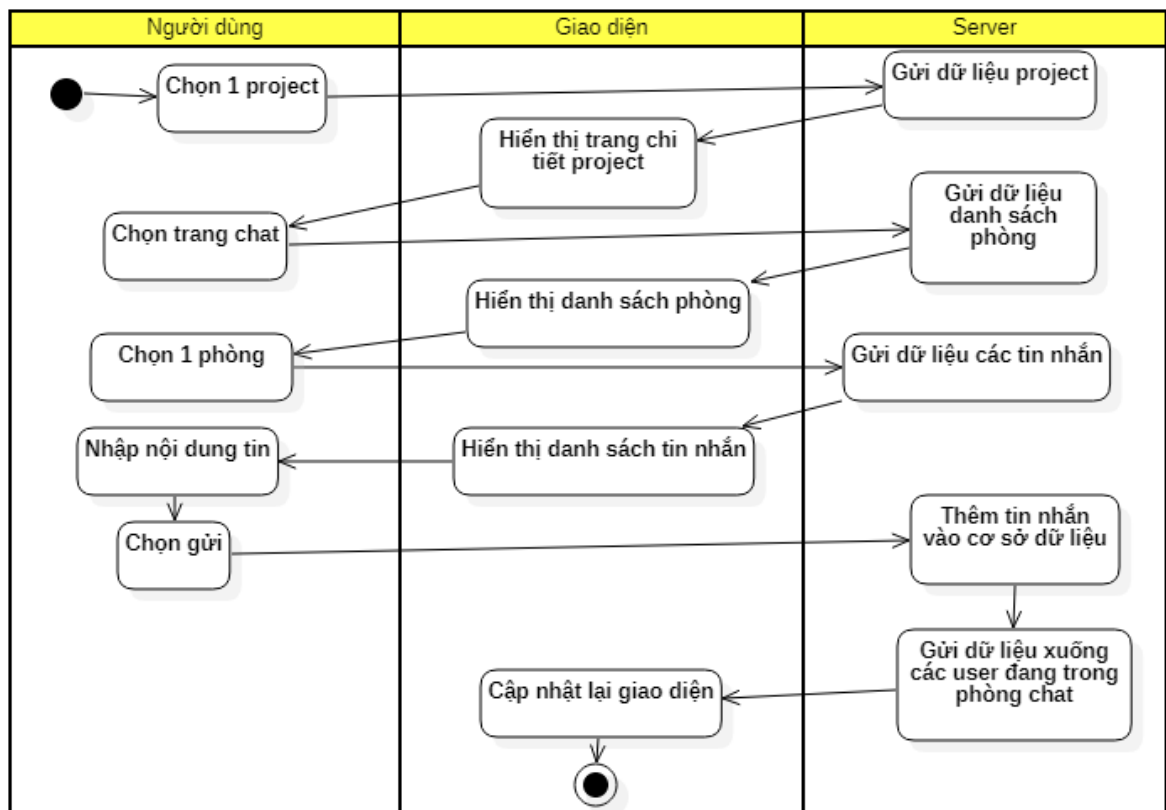 Người dùng
Giao diện
Server
Chọn 1 project
Gửi dữ liệu project
Hiển thị trang chi
tiết project
Gửi dữ liệu
danh sách
phòng
Chọn trang chat
Hiển thị danh sách phòng
Chọn 1 phòng
Gửi dữ liệu các tin nhắn
Nhập nội dung tin
Hiển thị danh sách tin nhắn
Thêm tin nhắn
vào cơ sở dữ liệu
Chọn gửi
Gửi dữ liệu xuống
các user đang trong
phòng chat
Cập nhật lại giao diện